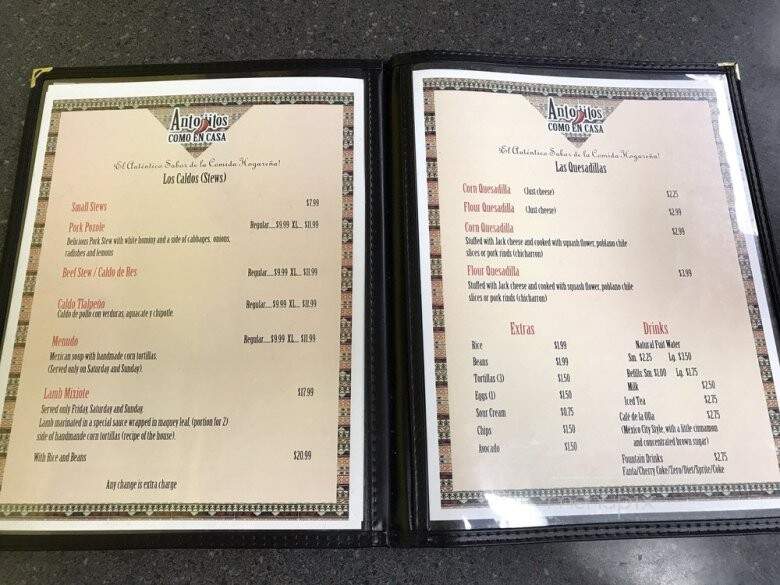 Antojitos
COMO EN CASA
¡El Auténtico Sabor de la Comida Hogareña!
Los Caldos (Stews)
Small Stews $7.99
Pork Pozole Regular....$9.99 XL... $11.99
Delicious Pork Stew with white hominy and a side of cabbages, onions,
radishes and lemons
Beef Stew / Caldo de Res Regular....$9.99 XL... $11.99
Caldo Tlalpeño Regular....$9.99 XL... $11.99
Caldo de pollo con verduras, aguacate y chipotle.
Menudo Regular....$9.99 XL... $11.99
Mexican soup with handmade corn tortillas.
(Served only on Saturday and Sunday).
Lamb Mixiote $17.99
Served only Friday, Saturday and Sunday.
Lamb marinated in a special sauce wrapped in maguey leaf, (portion for 2)
side of handmande corn tortillas (recipe of the house).
With Rice and Beans $20.99
Any change is extra charge
Antojitos
COMO EN CASA
¡El Auténtico Sabor de la Comida Hogareña!
Las Quesadillas
Corn Quesadilla (Just cheese) $2.25
Flour Quesadilla (Just cheese) $2.99
Corn Quesadilla $2.99
Stuffed with Jack cheese and cooked with squash flower, poblano chile
slices or pork rinds (chicharron)
Flour Quesadilla $3.99
Stuffed with Jack cheese and cooked with squash flower, poblano chile
slices or pork rinds (chicharron)
Extras
Rice $1.99
Beans $1.99
Tortillas (3) $1.50
Eggs (1) $1.50
Sour Cream $0.75
Chips $1.50
Avocado $1.50
Drinks
Natural Fruit Water
Sm. $2.25 Lg. $3.50
Refills Sm. $1.00 Lg. $1.75
Milk $2.50
Iced Tea $2.75
Café de la Olla $2.75
(Mexico City Style, with a little cinnamon
and concentrated brown sugar)
Fountain Drinks $2.75
Fanta/Cherry Coke/Zero/Diet/Sprite/Coke